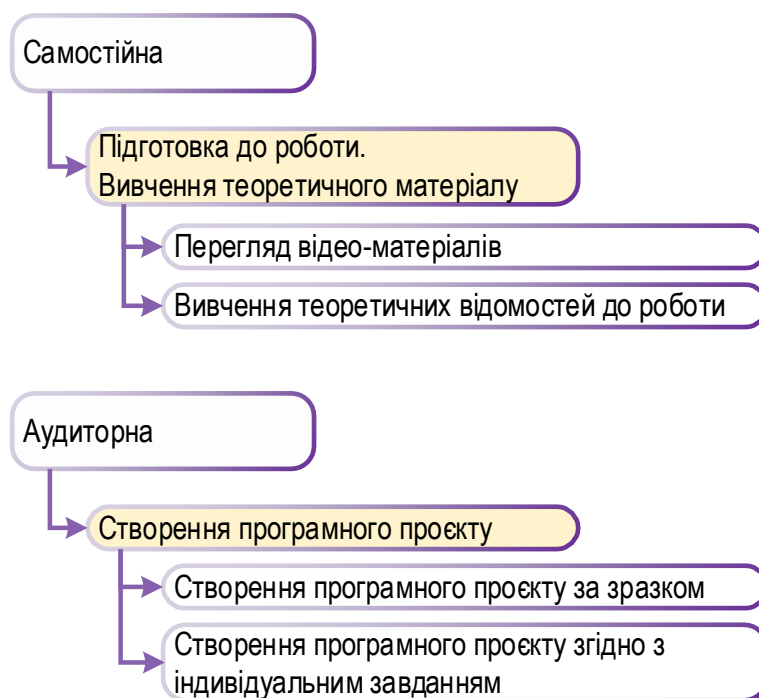 Самостійна
Підготовка до роботи.
Вивчення теоретичного матеріалу
Перегляд відео-матеріалів
Вивчення теоретичних відомостей до роботи
Аудиторна
Створення програмного проєкту
Створення програмного проєкту за зразком
Створення програмного проєкту згідно з
індивідуальним завданням